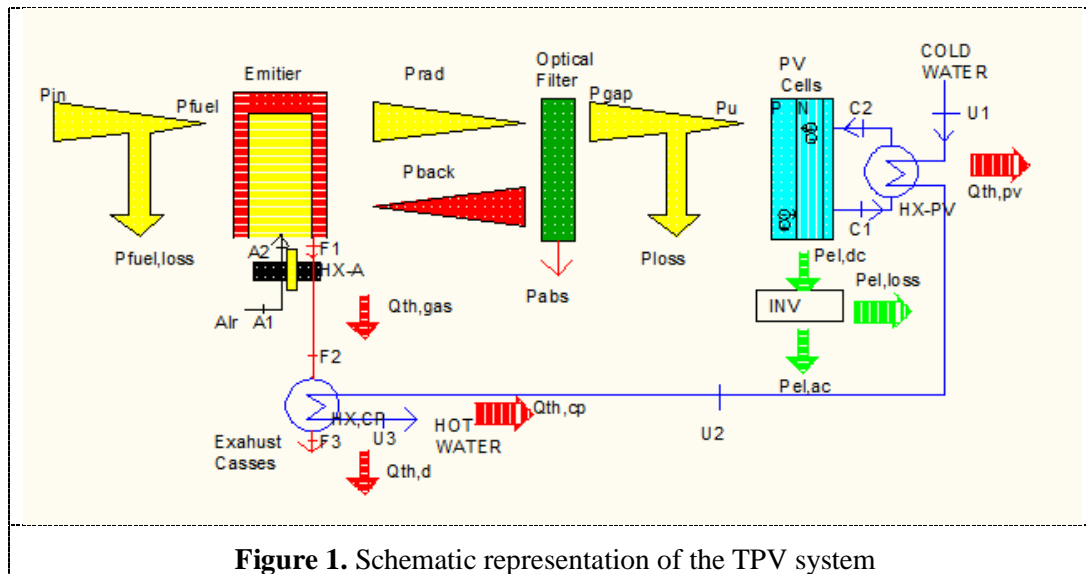 COLD
WATER
Emitier
Prad
Optical
Filter
PV
Cells
Pin
Pfuel
Pgap
Pu
P
N
C2
U1
Pback
Qth,pv
HX-PV
C1
A2
F1
HX-A
Pfuel,loss
Ploss
Pel,dc
Pel,loss
Pabs
Qth,gas
INV
AIr
A1
F2
Pel,ac
HX,CP
Qth,cp
U3
HOT
WATER
U2
F3
Exahust
Casses
Qth,d
Figure 1. Schematic representation of the TPV system